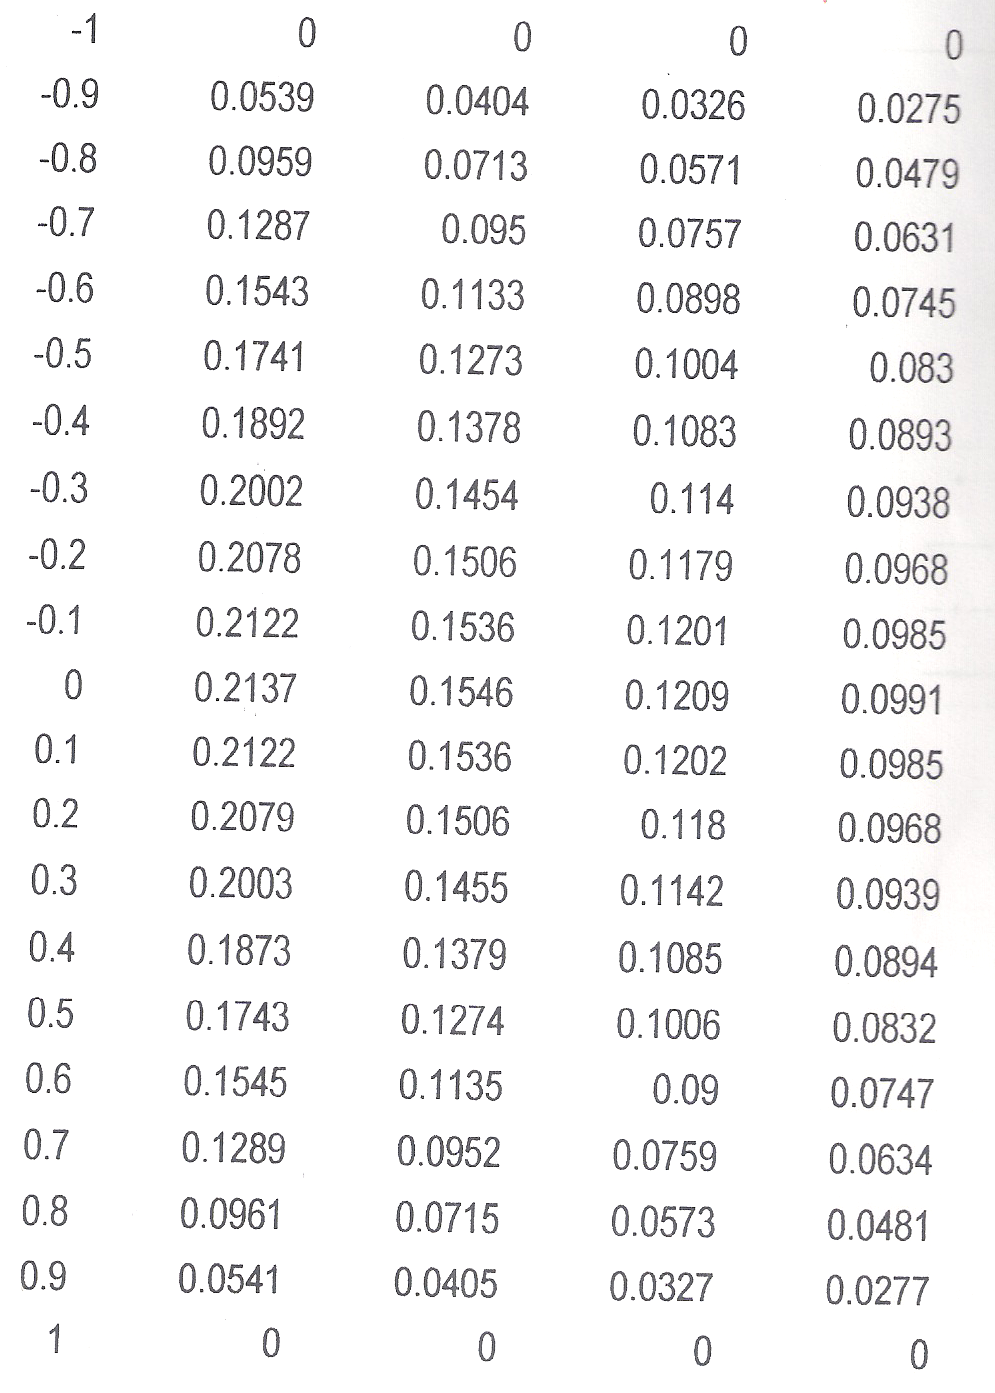 -1 0 0 0 0
-0.9 0.0539 0.0404 0.0326 0.0275
-0.8 0.0959 0.0713 0.0571 0.0479
-0.7 0.1287 0.095 0.0757 0.0631
-0.6 0.1543 0.1133 0.0898 0.0745
-0.5 0.1741 0.1273 0.1004 0.083
-0.4 0.1892 0.1378 0.1083 0.0893
-0.3 0.2002 0.1454 0.114 0.0938
-0.2 0.2078 0.1506 0.1179 0.0968
-0.1 0.2122 0.1536 0.1201 0.0985
0 0.2137 0.1546 0.1209 0.0991
0.1 0.2122 0.1536 0.1202 0.0985
0.2 0.2079 0.1506 0.118 0.0968
0.3 0.2003 0.1455 0.1142 0.0939
0.4 0.1873 0.1379 0.1085 0.0894
0.5 0.1743 0.1274 0.1006 0.0832
0.6 0.1545 0.1135 0.09 0.0747
0.7 0.1289 0.0952 0.0759 0.0634
0.8 0.0961 0.0715 0.0573 0.0481
0.9 0.0541 0.0405 0.0327 0.0277
1 0 0 0 0